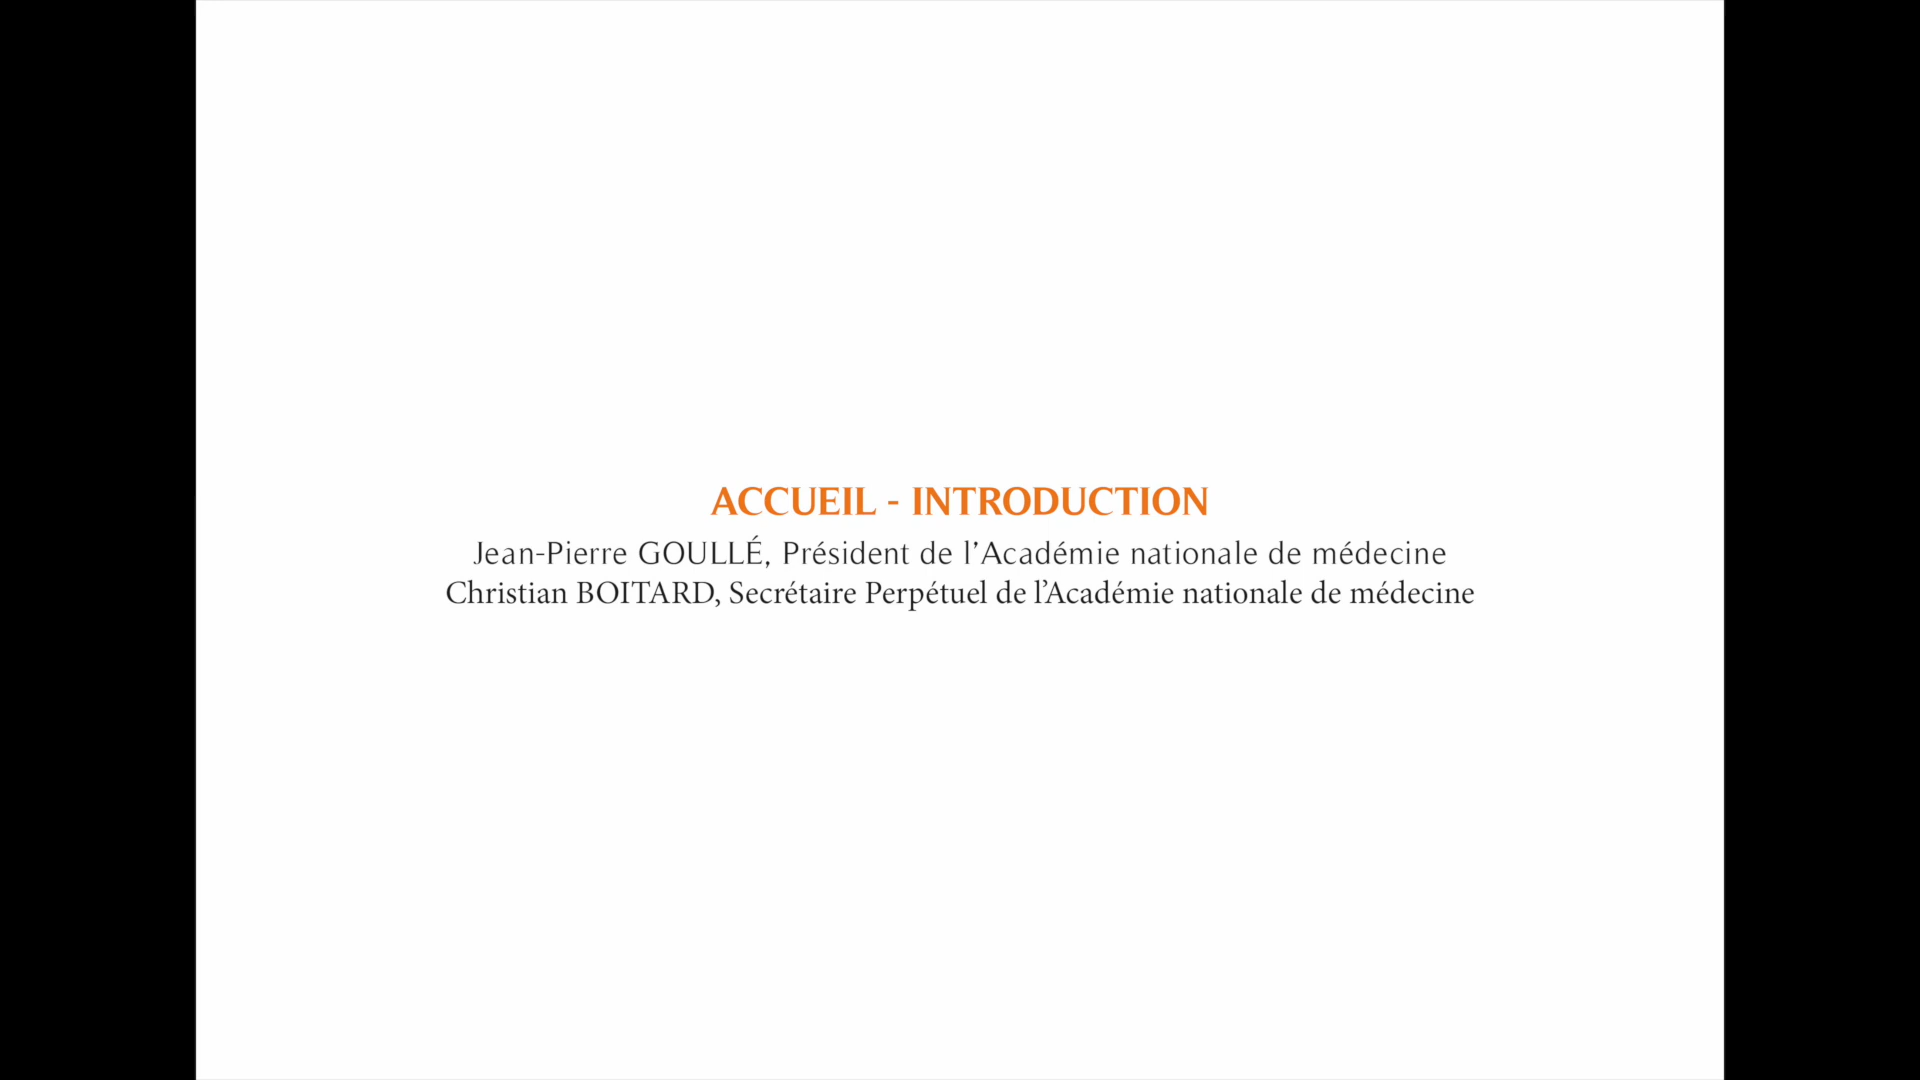 ACCUEIL - INTRODUCTION
Jean-Pierre GOULLÉ, Président de l’Académie nationale de médecine
Christian BOITARD, Secrétaire Perpétuel de l’Académie nationale de médecine